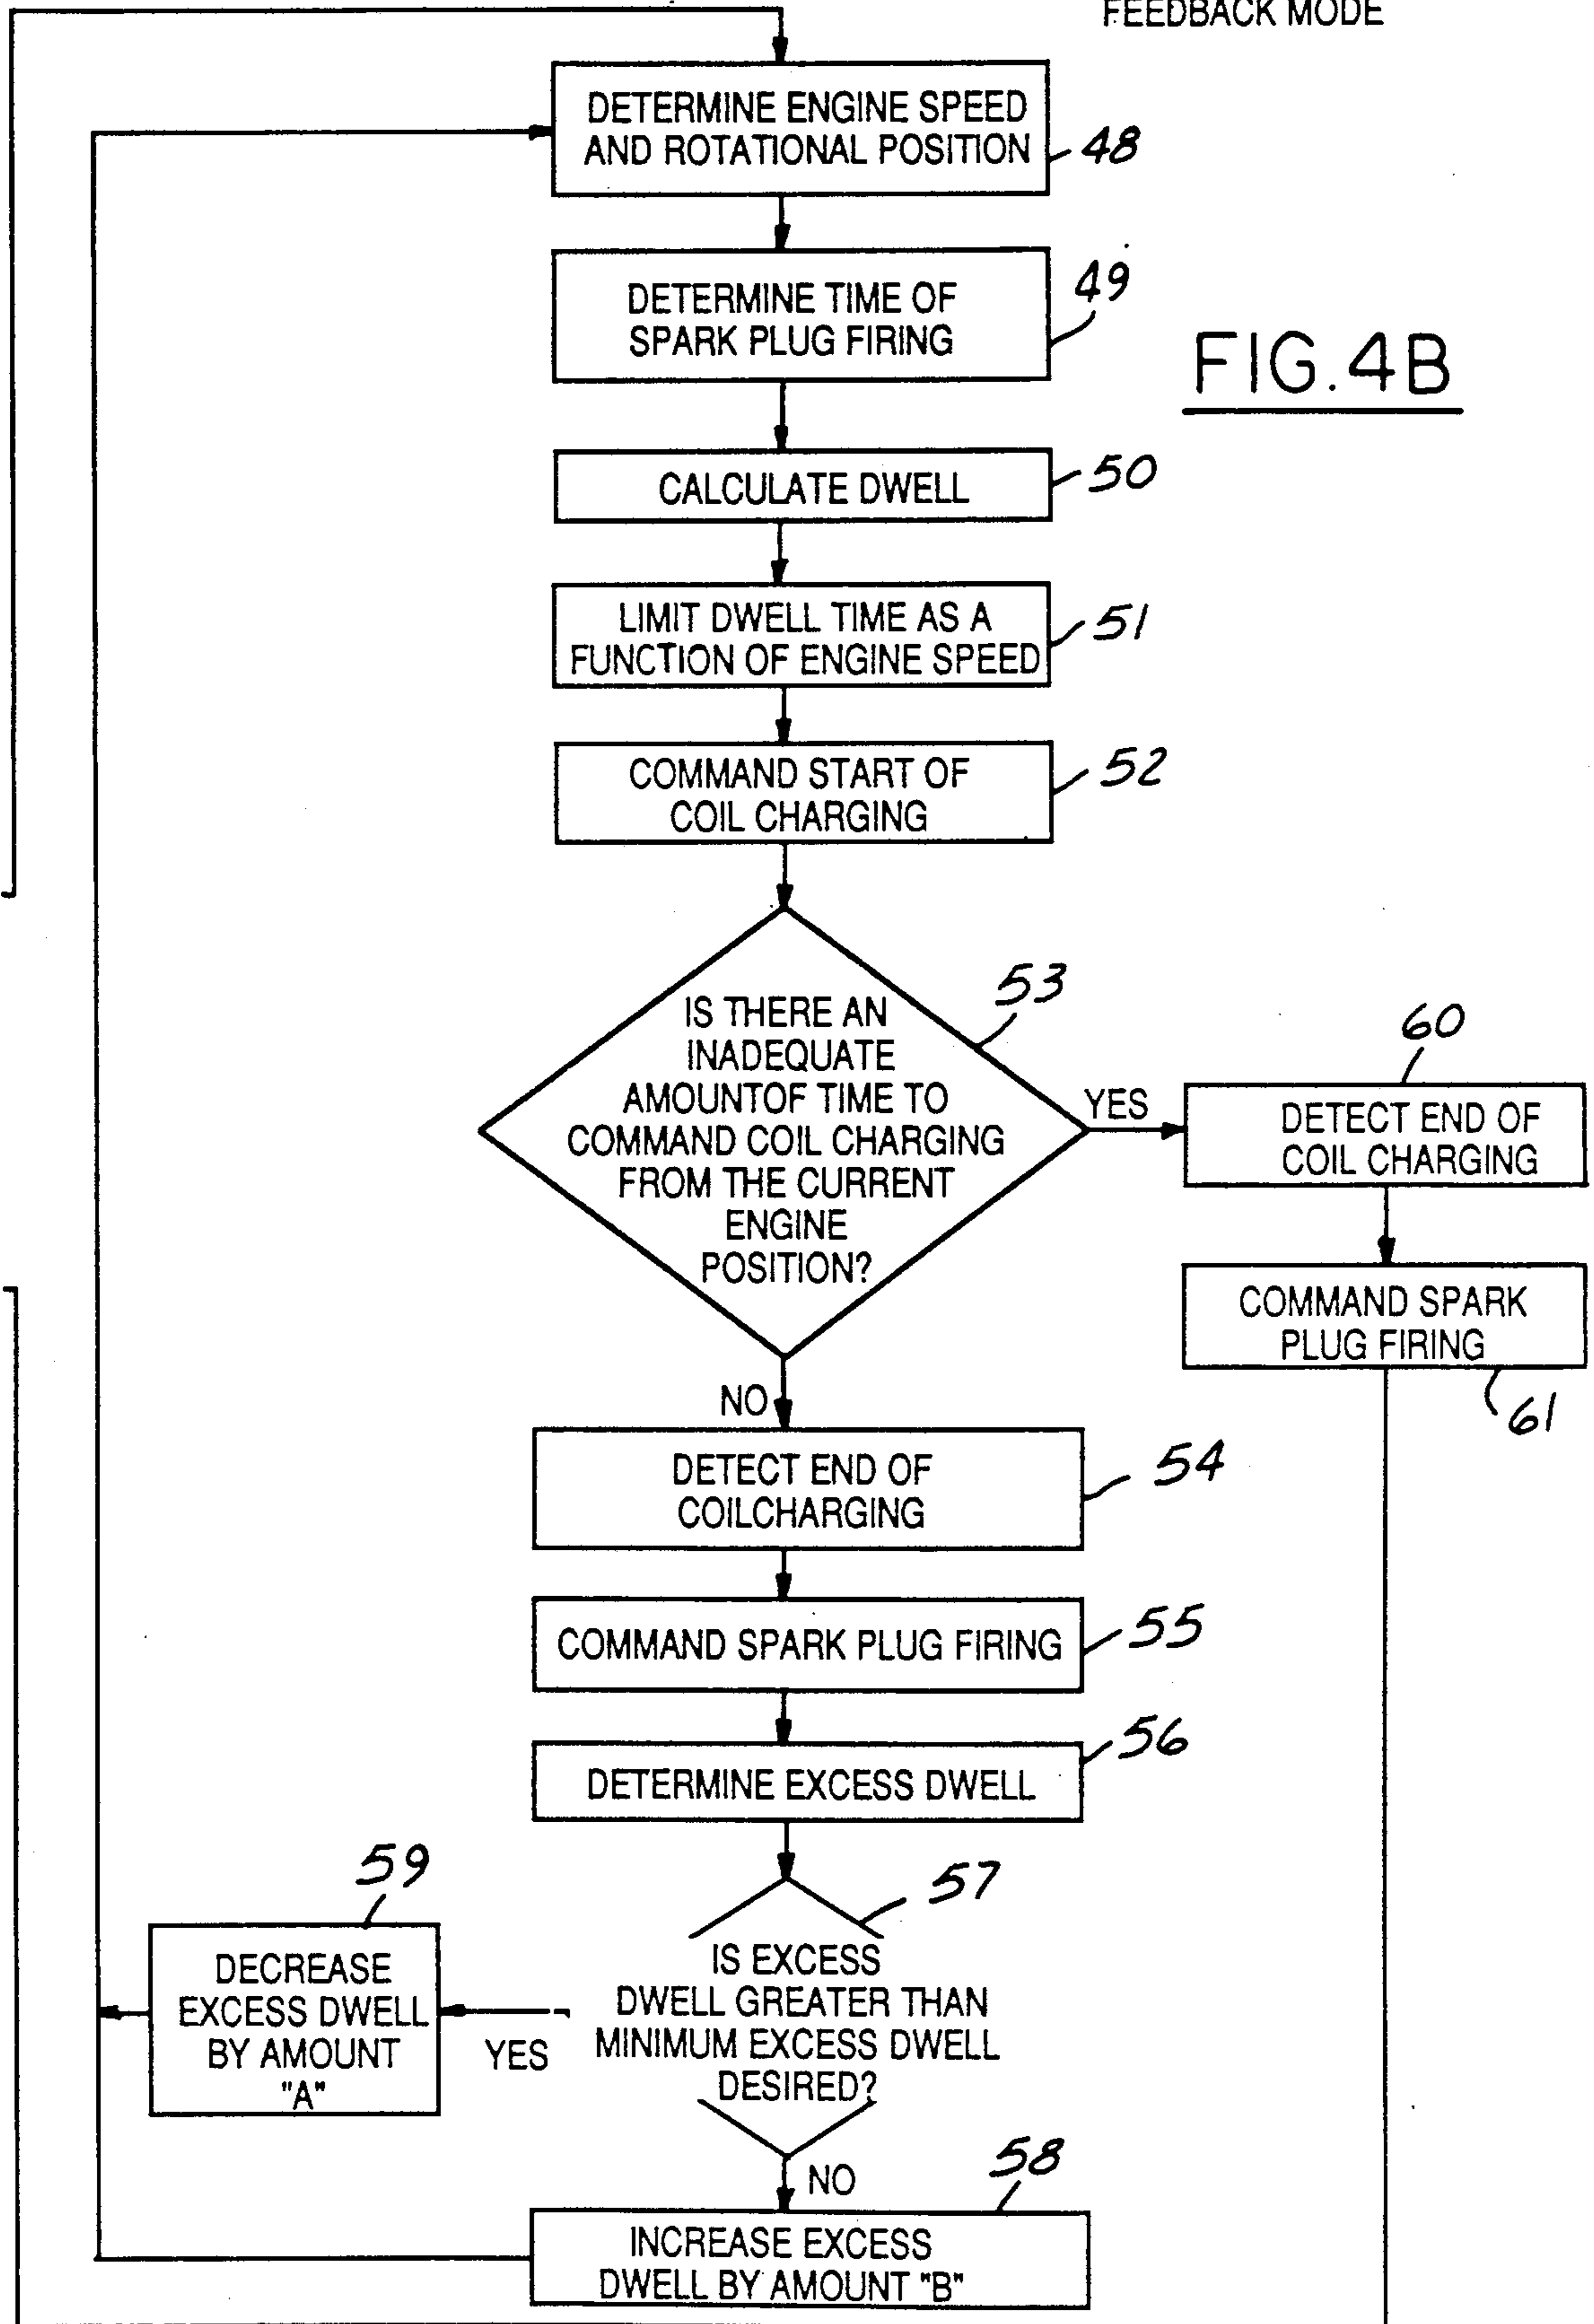 FEEDBACK MODE
DETERMINE ENGINE SPEED
AND ROTATIONAL POSITION
48
DETERMINE TIME OF
SPARK PLUG FIRING
49
FIG.4B
CALCULATE DWELL
50
LIMIT DWELL TIME AS A
FUNCTION OF ENGINE SPEED
51
COMMAND START OF
COIL CHARGING
52
IS THERE AN
INADEQUATE
AMOUNTOF TIME TO
COMMAND COIL CHARGING
FROM THE CURRENT
ENGINE
POSITION?
53
YES
60
DETECT END OF
COIL CHARGING
COMMAND SPARK
PLUG FIRING
61
NO
DETECT END OF
COILCHARGING
54
COMMAND SPARK PLUG FIRING
55
DETERMINE EXCESS DWELL
56
IS EXCESS
DWELL GREATER THAN
MINIMUM EXCESS DWELL
DESIRED?
57
YES
59
DECREASE
EXCESS DWELL
BY AMOUNT
"A"
NO
58
INCREASE EXCESS
DWELL BY AMOUNT "B"